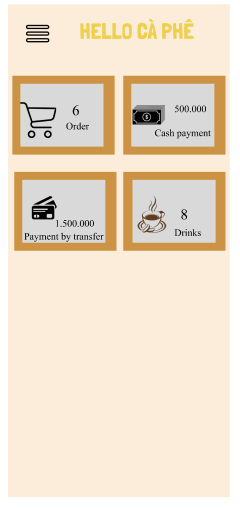 HELLO CÀ PHÊ
6
Order
500.000
Cash payment
1.500.000
Payment by transfer
8
Drinks